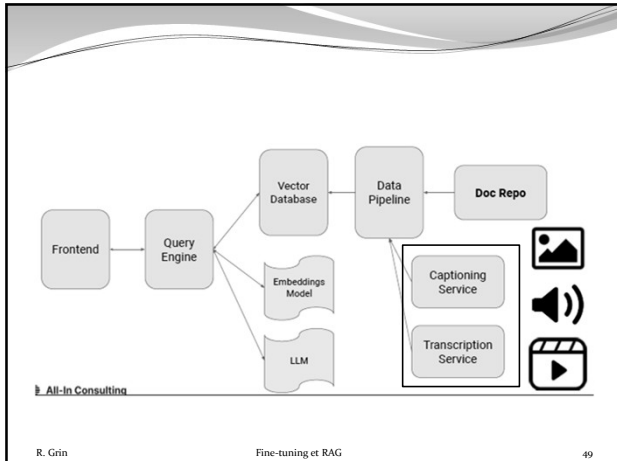 Frontend
Query
Engine
Vector
Database
Embeddings
Model
LLM
Data
Pipeline
Doc Repo
Captioning
Service
Transcription
Service
All-In Consulting
R. Grin
Fine-tuning et RAG
49